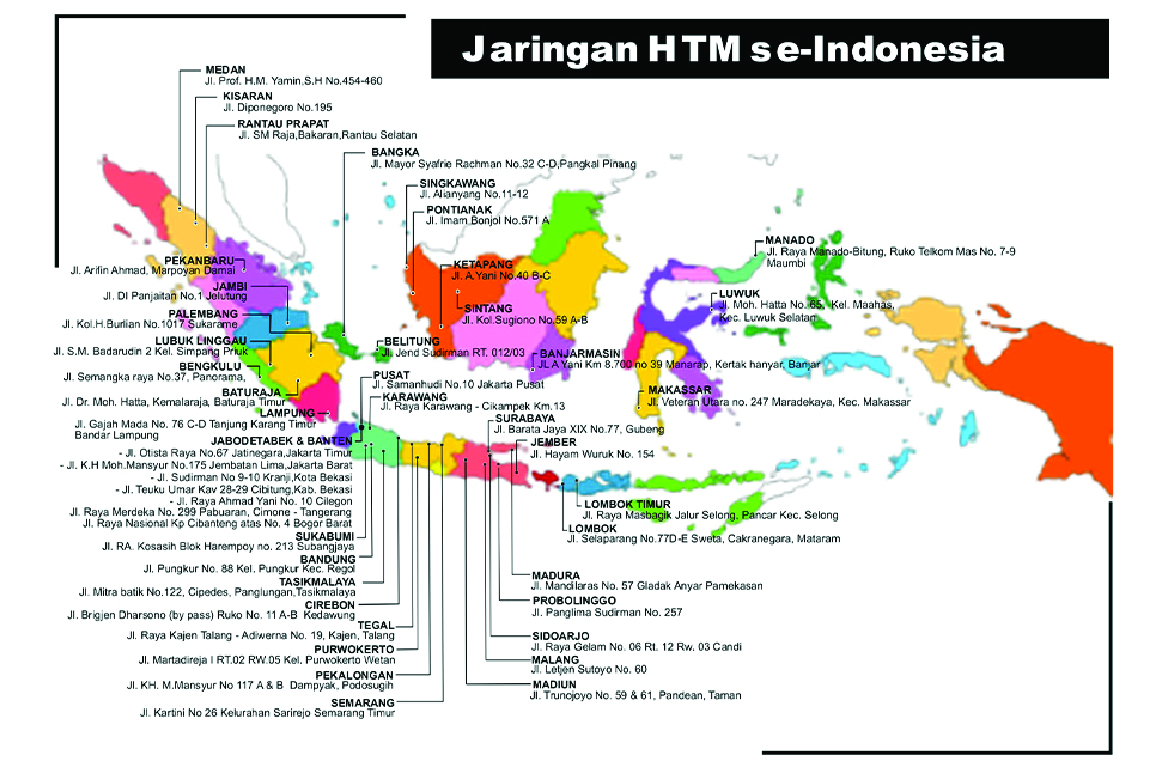 Jaringan HTM se-Indonesia
MEDAN
Jl. Prof. H.M. Yamin,S.H No.454-460
KISARAN
Jl. Diponegoro No.195
RANTAU PRAPAT
Jl. SM Raja,Bakaran,Rantau Selatan
BANGKA
Jl. Mayor Syafrie Rachman No.32 C-D,Pangkal Pinang
SINGKAWANG
Jl. Alianyang No.11-12
PONTIANAK
Jl. Imam Bonjol No.571 A
KETAPANG
Jl. A.Yani No.40 B-C
SINTANG
Jl. Kol.Sugiono No.59 A-B
MANADO
Jl. Raya Manado-Bitung, Ruko Telkom Mas No. 7-9
Maumbi
LUWUK
Jl. Moh. Hatta No. 65, Kel. Maahas,
Kec. Luwuk Selatan
PEKANBARU
Jl. Arifin Ahmad, Marpoyan Damai
JAMBI
Jl. DI Panjaitan No.1 Jelutung
PALEMBANG
Jl. Kol.H.Burlian No.1017 Sukarame
LUBUK LINGGAU
Jl. S.M. Badarudin 2 Kel. Simpang Priuk
BENGKULU
Jl. Semangka raya No.37, Panorama,
BATURAJA
Jl. Dr. Moh. Hatta, Kemalaraja, Baturaja Timur
LAMPUNG
Jl. Gajah Mada No. 76 C-D Tanjung Karang Timur
Bandar Lampung
BELITUNG
Jl. Jend Sudirman RT. 012/03
BANJARMASIN
JL A Yani Km 8.700 no 39 Manarap, Kertak hanyar, Banjar
PUSAT
Jl. Samanhudi No.10 Jakarta Pusat
KARAWANG
Jl. Raya Karawang - Cikampek Km.13
MAKASSAR
Jl. Veteran Utara no. 247 Maradekaya, Kec. Makassar
SURABAYA
Jl. Barata Jaya XIX No.77, Gubeng
JEMBER
Jl. Hayam Wuruk No. 154
JABODETABEK & BANTEN
- Jl. Otista Raya No.67 Jatinegara,Jakarta Timur
- Jl. K.H Moh.Mansyur No.175 Jembatan Lima,Jakarta Barat
- Jl. Sudirman No 9-10 Kranji,Kota Bekasi
- Jl. Teuku Umar Kav 28-29 Cibitung,Kab. Bekasi
- Jl. Raya Ahmad Yani No. 10 Cilegon
Jl. Raya Merdeka No. 299 Pabuaran, Cimone - Tangerang
Jl. Raya Nasional Kp Cibanteng atas No. 4 Bogor Barat
SUKABUMI
Jl. RA. Kosasih Blok Harempoy no. 213 Subangjaya
BANDUNG
Jl. Pungkur No. 88 Kel. Pungkur Kec. Regol
TASIKMALAYA
Jl. Mitra batik No.122, Cipedes, Panglungan,Tasikmalaya
CIREBON
Jl. Brigjen Dharsono (by pass) Ruko No. 11 A-B Kedawung
TEGAL
Jl. Raya Kajen Talang - Adiwerna No. 19, Kajen, Talang
PURWOKERTO
Jl. Martadireja I RT.02 RW.05 Kel. Purwokerto Wetan
PEKALONGAN
Jl. KH. M.Mansyur No 117 A & B Dampyak, Podosugih
SEMARANG
Jl. Kartini No 26 Kelurahan Sarirejo Semarang Timur
LOMBOK TIMUR
Jl. Raya Masbagik Jalur Selong, Pancar Kec. Selong
LOMBOK
Jl. Selaparang No.77D-E Sweta, Cakranegara, Mataram
MADURA
Jl. Mancilaras No. 57 Gladak Anyar Pamekasan
PROBOLINGGO
Jl. Panglima Sudirman No. 257
SIDOARJO
Jl. Raya Gelam No. 06 Rt. 12 Rw. 03 Candi
MALANG
Jl. Letjen Sutoyo No. 60
MADIUN
Jl. Trunojoyo No. 59 & 61, Pandean, Taman